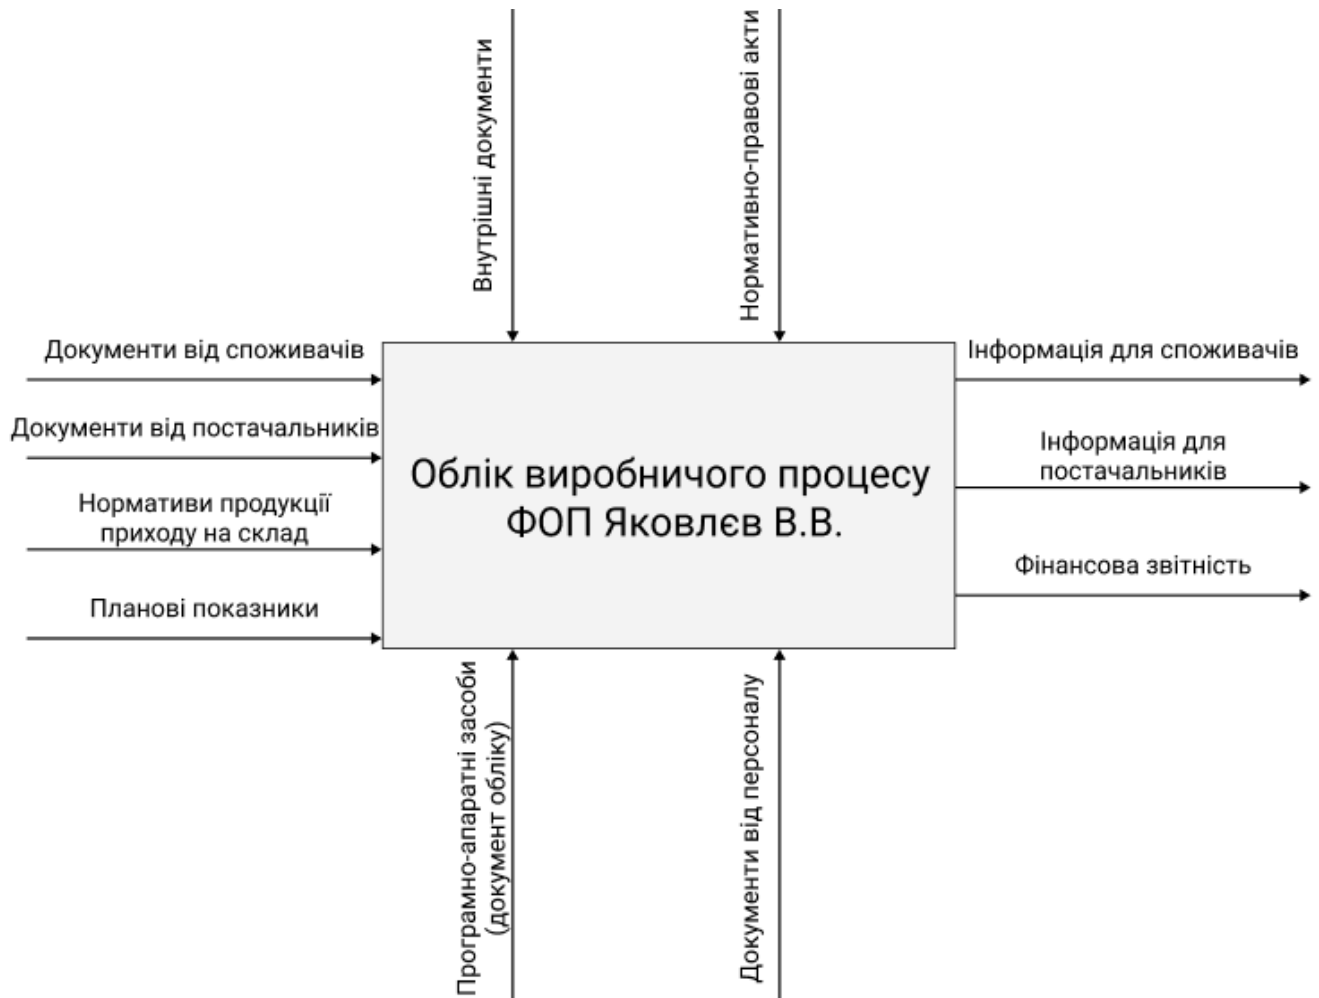 Внутрішні документи
Нормативно-правові акти
Документи від споживачів
Документи від постачальників
Нормативи продукції
приходу на склад
Планові показники
Облік виробничого процесу
ФОП Яковлєв В.В.
Інформація для споживачів
Інформація для
постачальників
Фінансова звітність
Програмно-апаратні засоби
(документ обліку)
Документи від персоналу